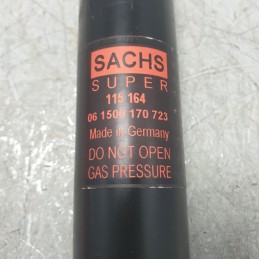 SACHS
SUPER
115 164
06 1500 170 723
Made in Germany
DO NOT OPEN
GAS PRESSURE